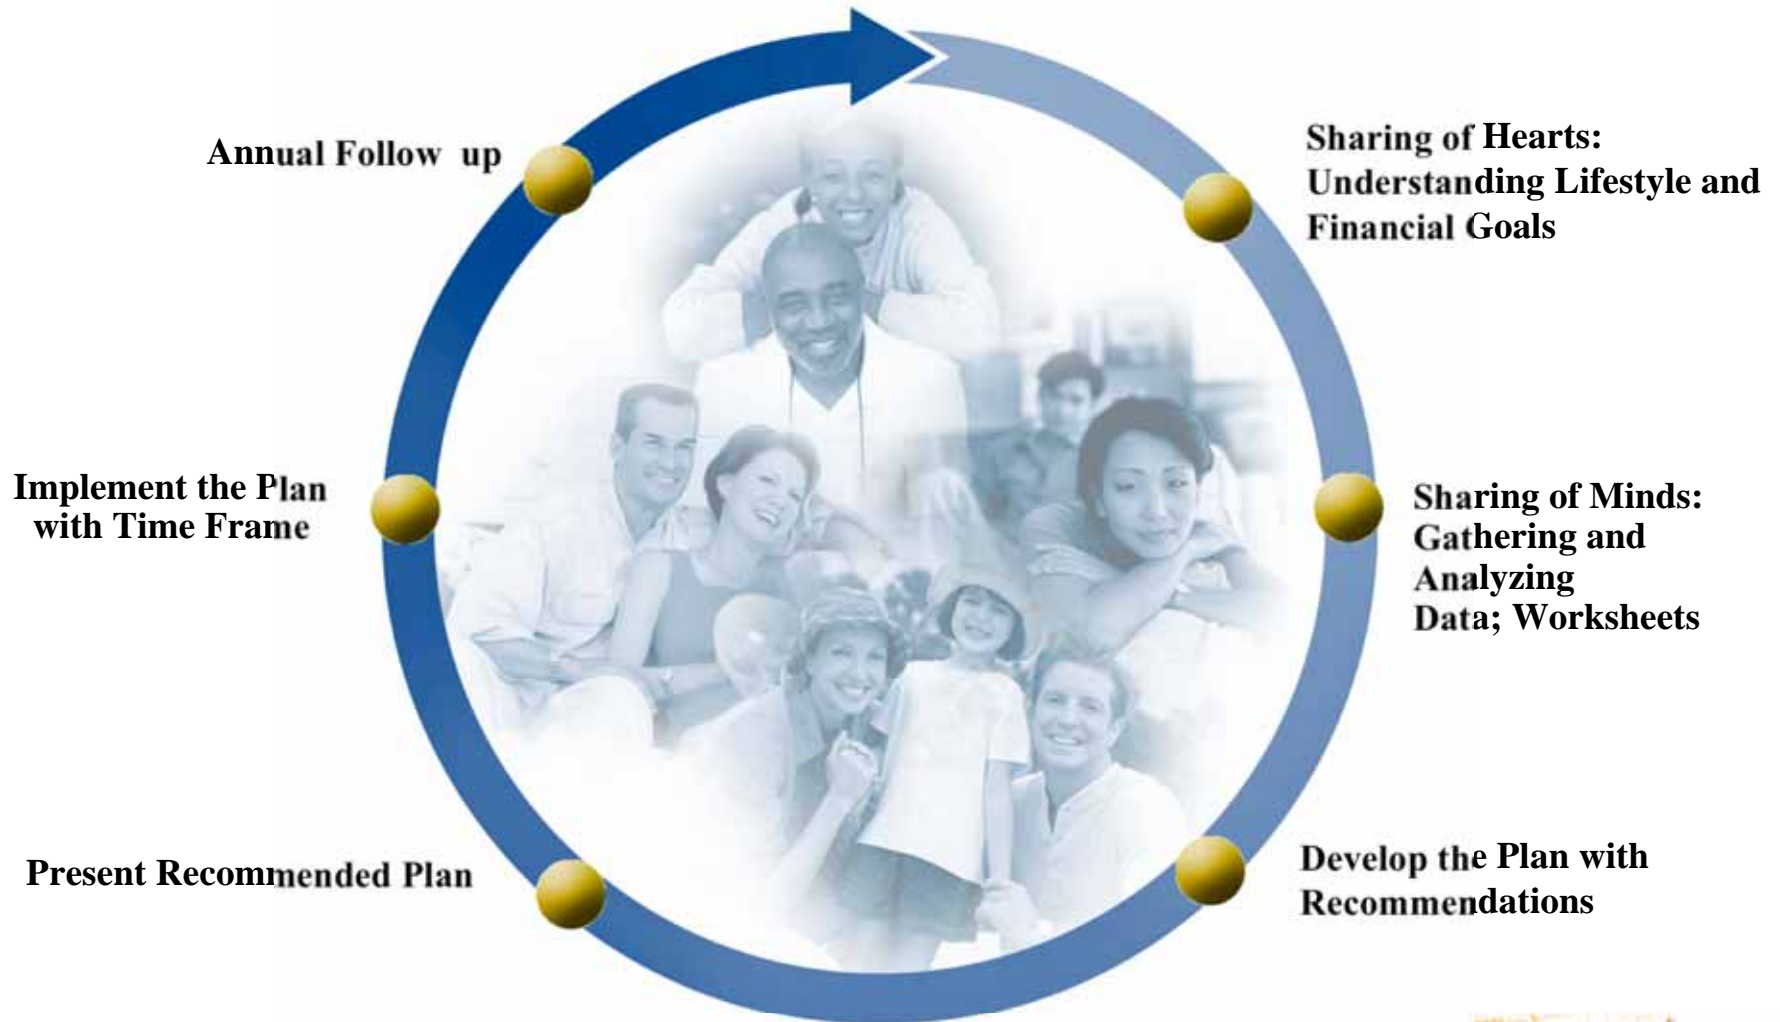 Sharing of Hearts:
Understanding Lifestyle and
Financial Goals
Sharing of Minds:
Gathering and
Analyzing
Data; Worksheets
Develop the Plan with
Recommendations
Present Recommended Plan
Implement the Plan
with Time Frame
Annual Follow up